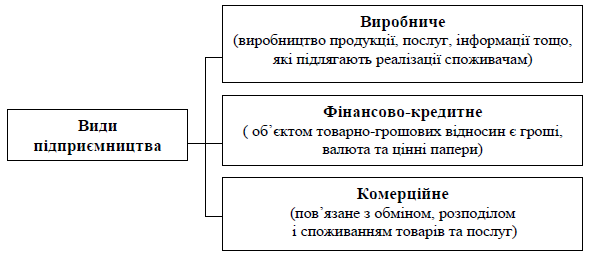 Виробниче
(виробництво продукції, послуг, інформації тощо,
які підлягають реалізації споживачам)
Види
підприємництва
Фінансово-кредитне
( об’єктом товарно-грошових відносин є гроші,
валюта та цінні папери)
Комерційне
(пов’язане з обміном, розподілом
і споживанням товарів та послуг)